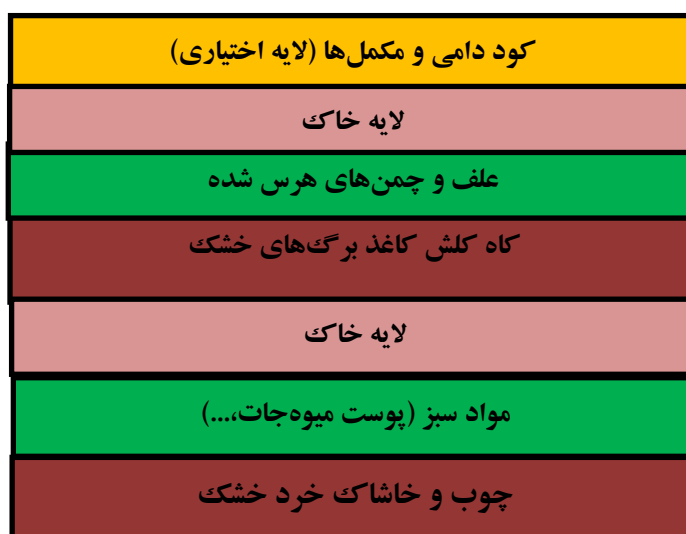 کود دامی و مکمل‌ها (لایه اختیاری)
لایه خاک
علف و چمن‌های هرس شده
کاه کلش کاغذ برگ‌های خشک
لایه خاک
مواد سبز (پوست میوه‌جات،...)
چوب و خاشاک خرد خشک